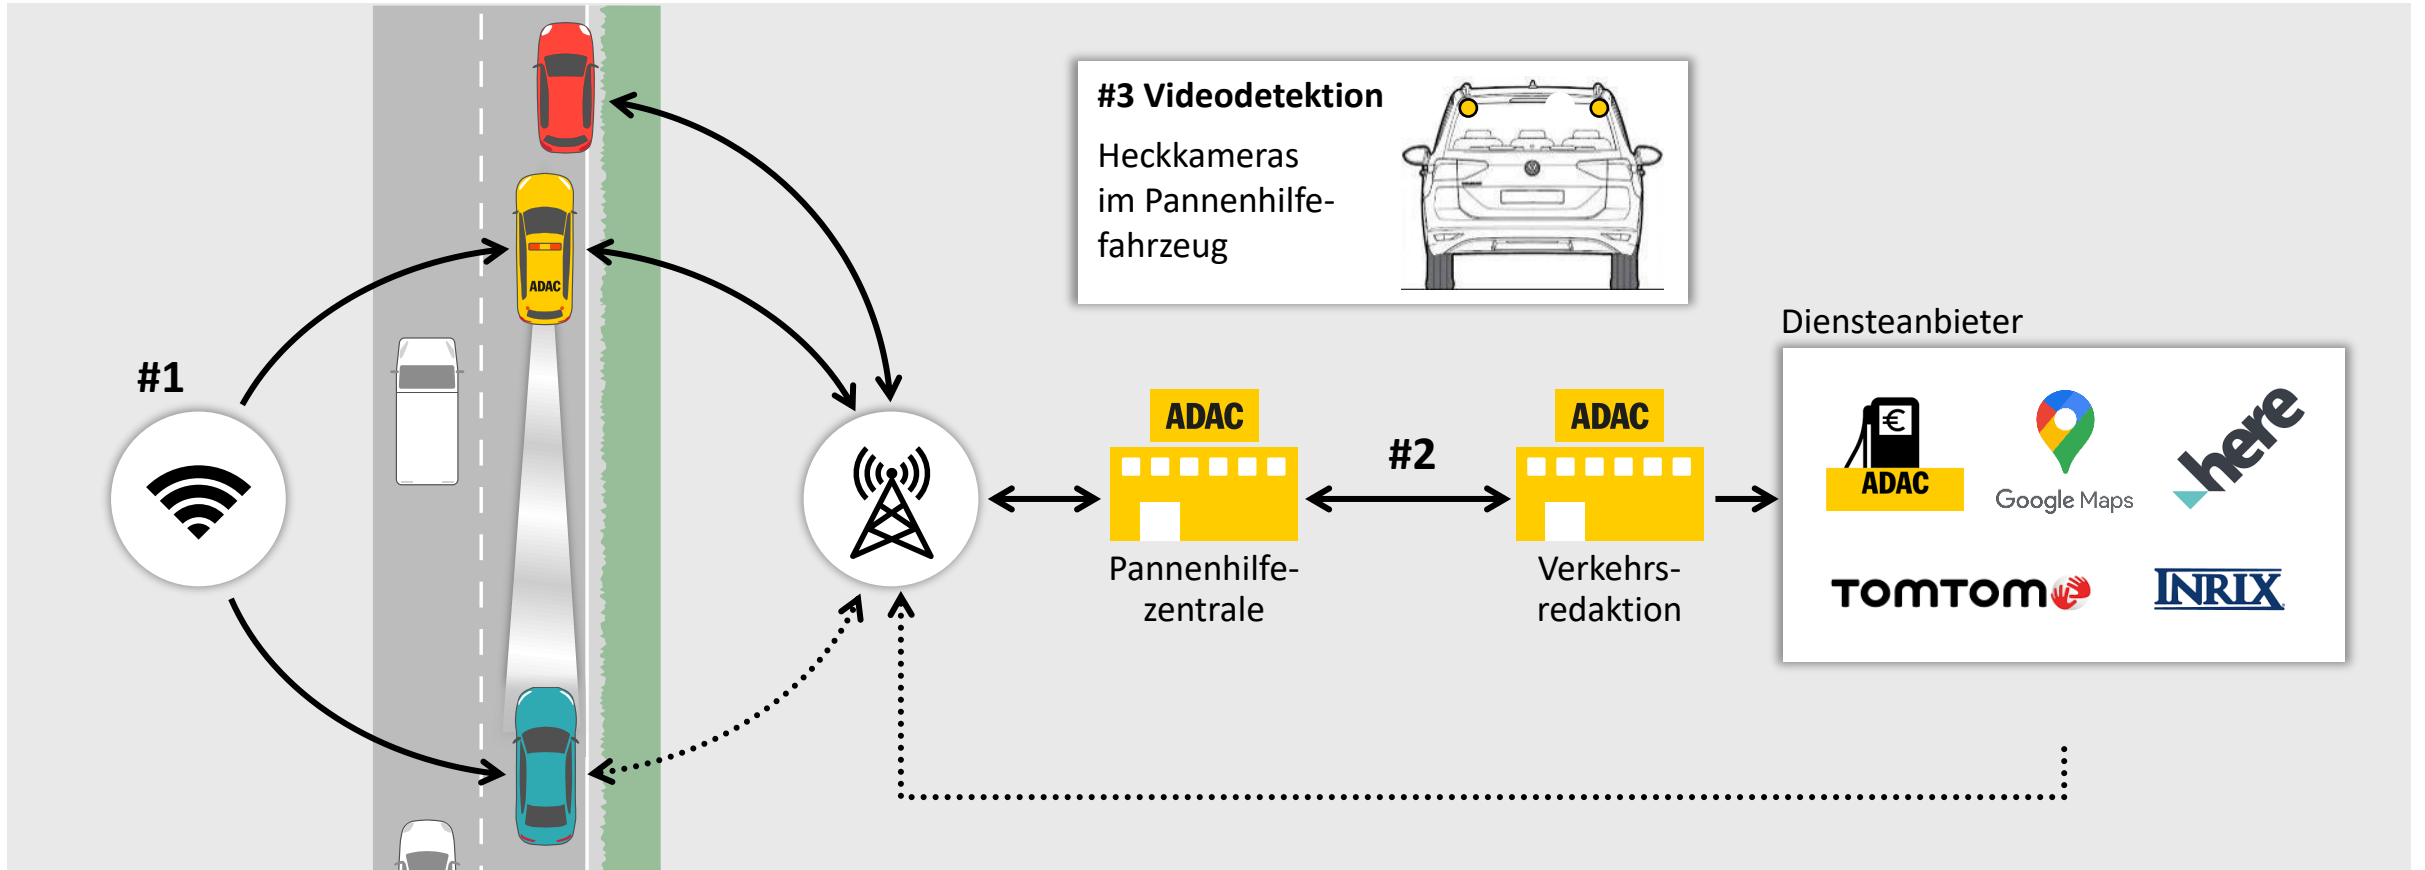 #3 Videodetektion
Heckkameras
im Pannenhilfe-
fahrzeug
ADAC
#1
Diensteanbieter
ADAC
#2
ADAC
€
ADAC
Google Maps
here
Pannenhilfe-
zentrale
Verkehrs-
redaktion
TOMTOM
INRIX